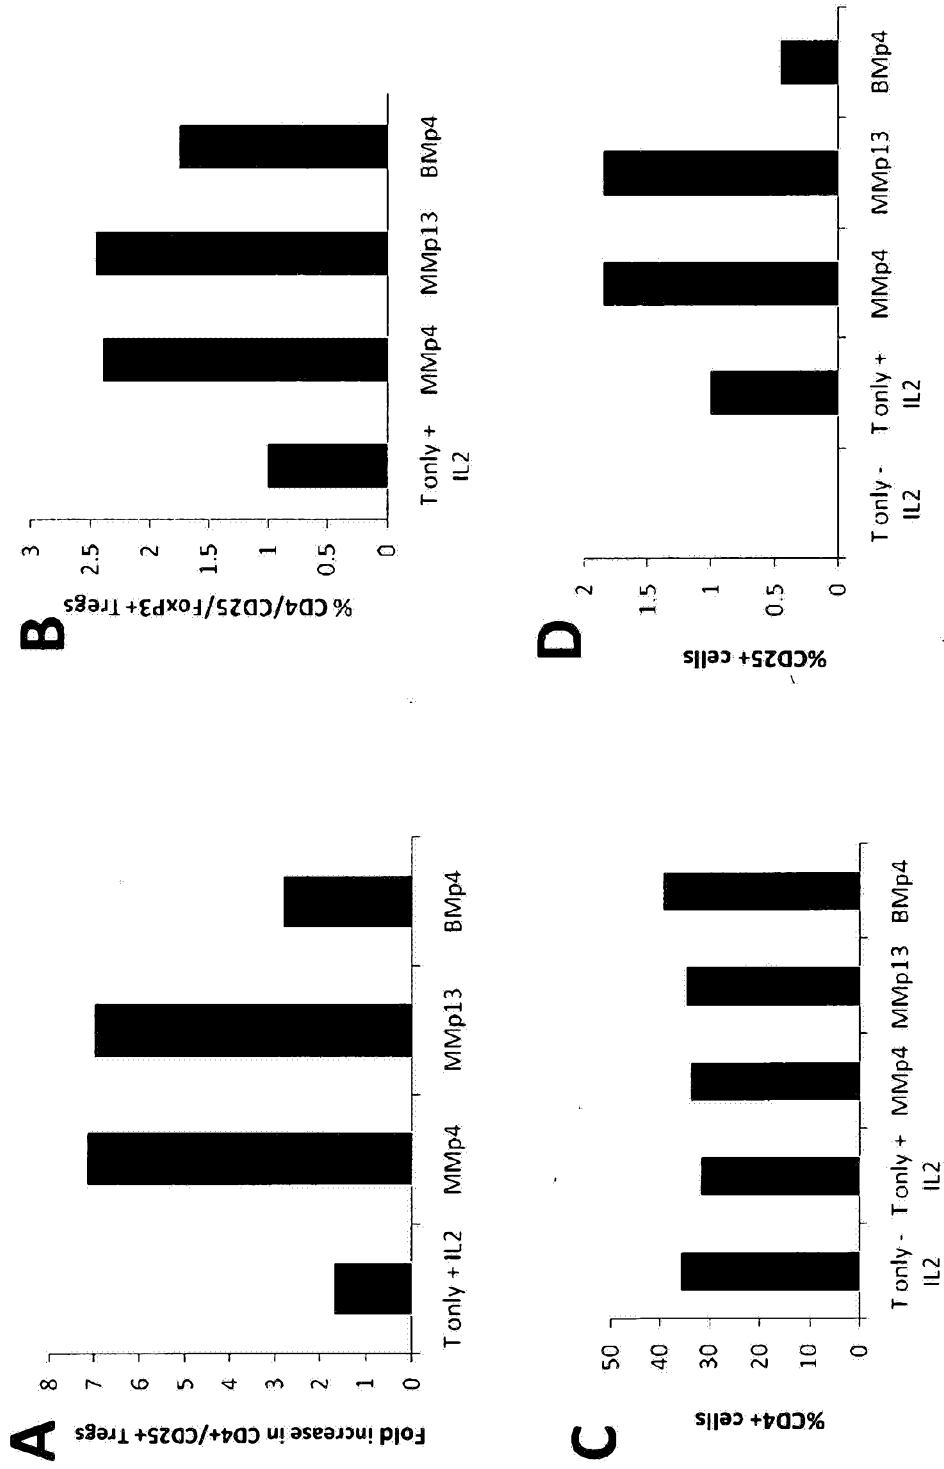 A
Fold increase in CD4+/CD25+ Tregs
8
7
6
5
4
3
2
1
0
T only + IL2
MMp4
MMp13
BMp4
B
% CD4/CD25/FoxP3+ Tregs
3
2.5
2
1.5
1
0.5
0
T only +
IL2
MMp4
MMp13
BMp4
C
%CD4+ cells
50
40
30
20
10
0
T only -
IL2
T only +
IL2
MMp4
MMp13
BMp4
D
%CD25+ cells
2
1.5
1
0.5
0
T only -
IL2
T only +
IL2
MMp4
MMp13
BMp4